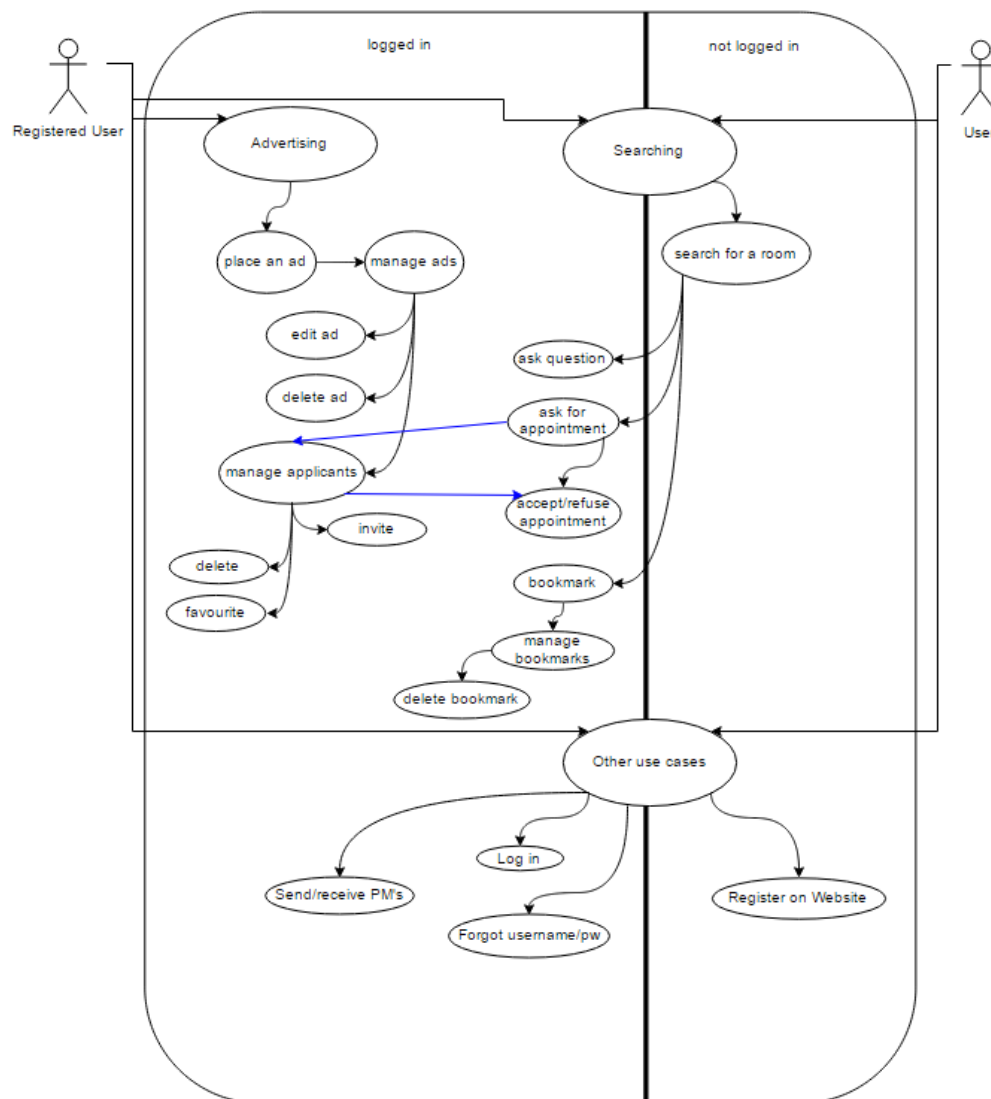 logged in
not logged in
Registered User
User
Advertising
Searching
place an ad
manage ads
search for a room
edit ad
ask question
delete ad
ask for
appointment
manage applicants
accept/refuse
appointment
invite
delete
bookmark
favourite
manage
bookmarks
delete bookmark
Other use cases
Log in
Send/receive PM's
Register on Website
Forgot username/pw